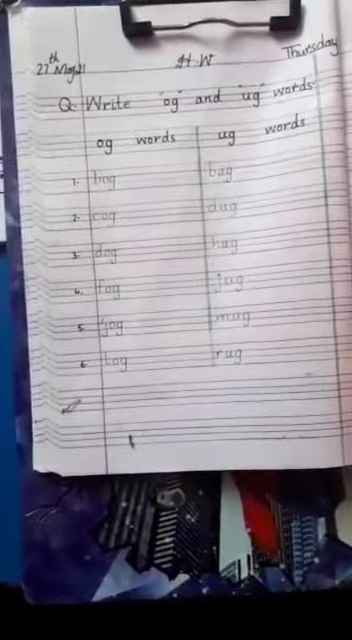 27th May 21 H.W Thursday
Q. Write "og" and "ug" words
og words ug words
1. bog bug
2. cog dug
3. dog hug
4. fog jug
5. jog mug
6. log rug